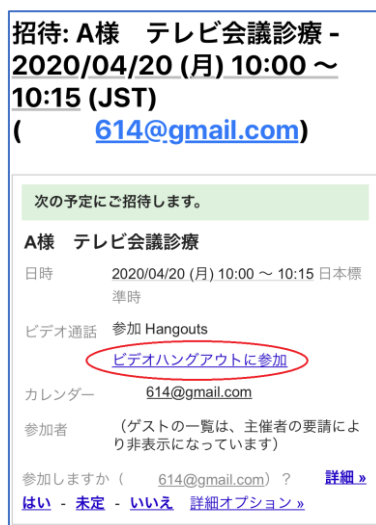 招待: A様　テレビ会議診療 -
2020/04/20 (月) 10:00 ～
10:15 (JST)
(　　614@gmail.com)
次の予定にご招待します。
A様　テレビ会議診療
日時　2020/04/20 (月) 10:00 ～ 10:15 日本標
準時
ビデオ通話　参加 Hangouts
ビデオハングアウトに参加
カレンダー　614@gmail.com
参加者　（ゲストの一覧は、主催者の要請によ
り非表示になっています）
参加しますか（　614@gmail.com）？　詳細 »
はい - 未定 - いいえ　詳細オプション »